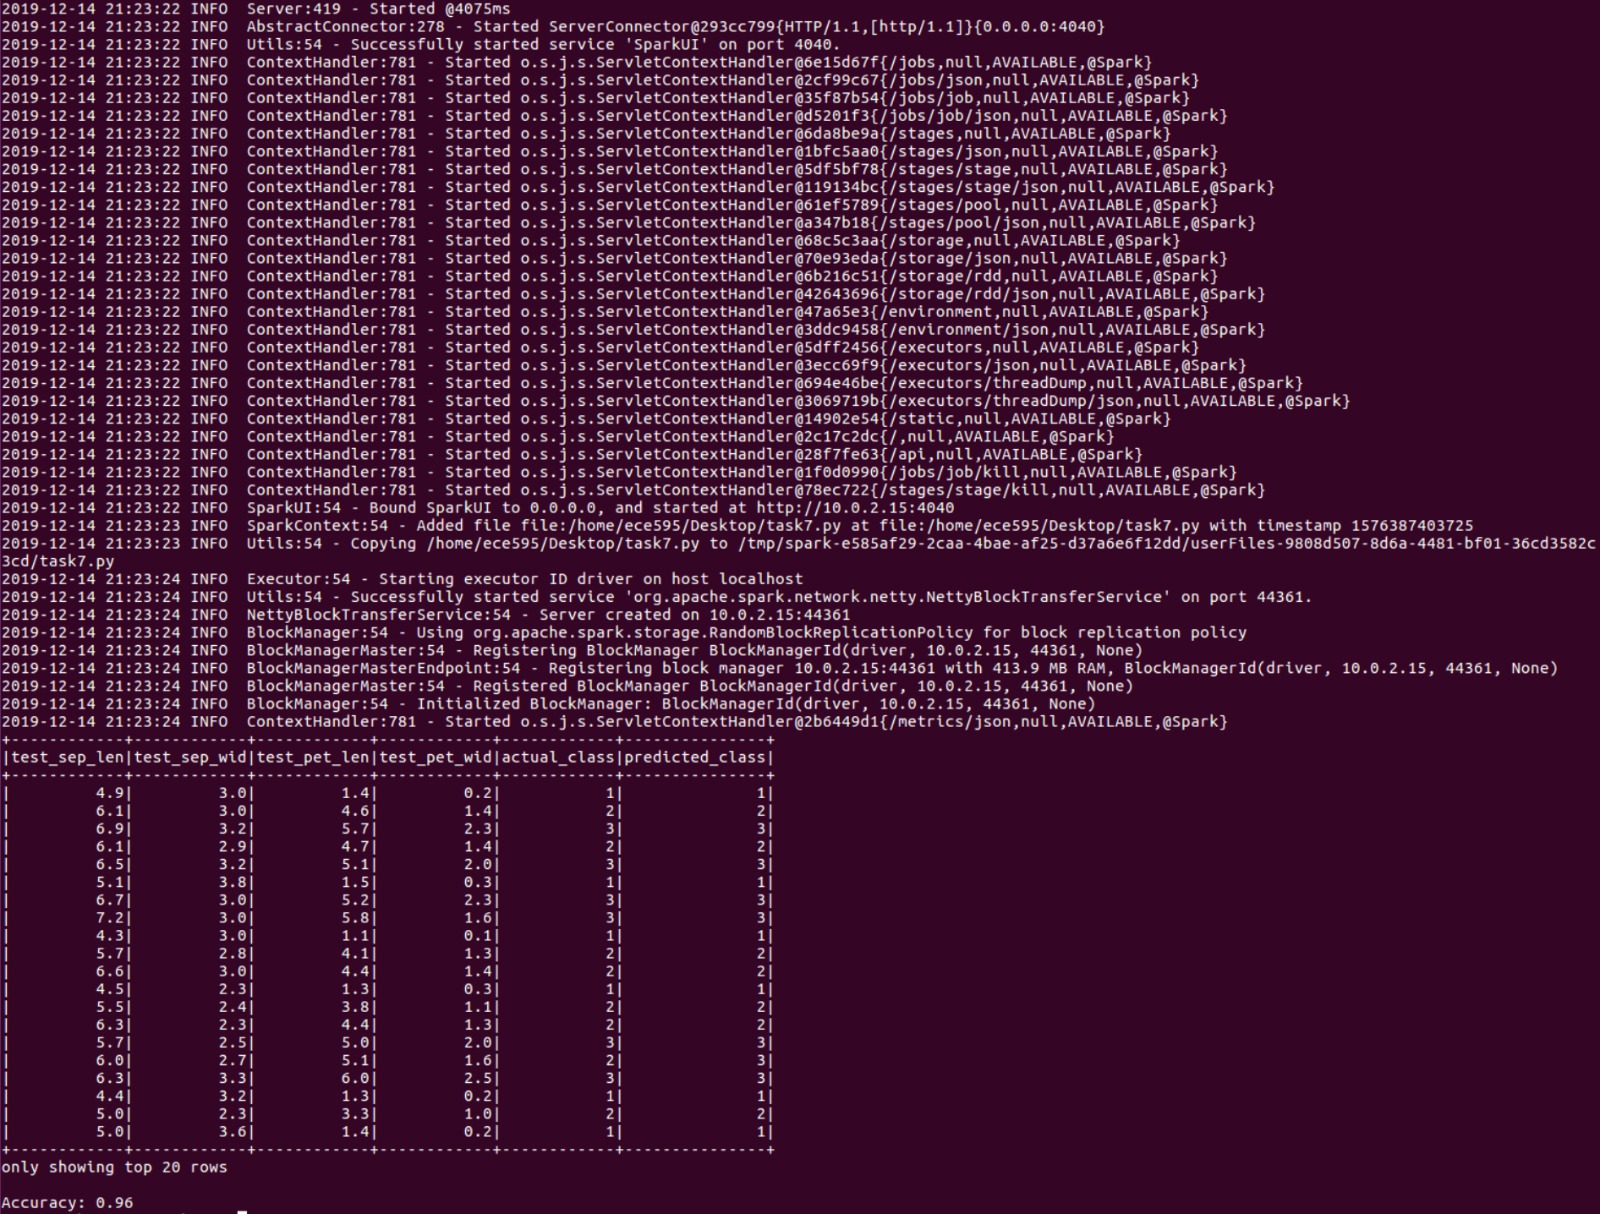 2019-12-14 21:23:22 INFO  Server:419 - Started @4075ms
2019-12-14 21:23:22 INFO  AbstractConnector:278 - Started ServerConnector@293cc799{HTTP/1.1,[http/1.1]}{0.0.0.0:4040}
2019-12-14 21:23:22 INFO  Utils:54 - Successfully started service 'SparkUI' on port 4040.
2019-12-14 21:23:22 INFO  ContextHandler:781 - Started o.s.j.s.ServletContextHandler@6e15d67f{/jobs,null,AVAILABLE,@Spark}
2019-12-14 21:23:22 INFO  ContextHandler:781 - Started o.s.j.s.ServletContextHandler@2cf99c67{/jobs/json,null,AVAILABLE,@Spark}
2019-12-14 21:23:22 INFO  ContextHandler:781 - Started o.s.j.s.ServletContextHandler@35f87b54{/jobs/job,null,AVAILABLE,@Spark}
2019-12-14 21:23:22 INFO  ContextHandler:781 - Started o.s.j.s.ServletContextHandler@d5201f3{/jobs/job/json,null,AVAILABLE,@Spark}
2019-12-14 21:23:22 INFO  ContextHandler:781 - Started o.s.j.s.ServletContextHandler@6da8be9a{/stages,null,AVAILABLE,@Spark}
2019-12-14 21:23:22 INFO  ContextHandler:781 - Started o.s.j.s.ServletContextHandler@1bfc5aa0{/stages/json,null,AVAILABLE,@Spark}
2019-12-14 21:23:22 INFO  ContextHandler:781 - Started o.s.j.s.ServletContextHandler@5df5bf78{/stages/stage,null,AVAILABLE,@Spark}
2019-12-14 21:23:22 INFO  ContextHandler:781 - Started o.s.j.s.ServletContextHandler@119134bc{/stages/stage/json,null,AVAILABLE,@Spark}
2019-12-14 21:23:22 INFO  ContextHandler:781 - Started o.s.j.s.ServletContextHandler@61ef5789{/stages/pool,null,AVAILABLE,@Spark}
2019-12-14 21:23:22 INFO  ContextHandler:781 - Started o.s.j.s.ServletContextHandler@a347b18{/stages/pool/json,null,AVAILABLE,@Spark}
2019-12-14 21:23:22 INFO  ContextHandler:781 - Started o.s.j.s.ServletContextHandler@68c5c3aa{/storage,null,AVAILABLE,@Spark}
2019-12-14 21:23:22 INFO  ContextHandler:781 - Started o.s.j.s.ServletContextHandler@70e93eda{/storage/json,null,AVAILABLE,@Spark}
2019-12-14 21:23:22 INFO  ContextHandler:781 - Started o.s.j.s.ServletContextHandler@6b216c51{/storage/rdd,null,AVAILABLE,@Spark}
2019-12-14 21:23:22 INFO  ContextHandler:781 - Started o.s.j.s.ServletContextHandler@42643696{/storage/rdd/json,null,AVAILABLE,@Spark}
2019-12-14 21:23:22 INFO  ContextHandler:781 - Started o.s.j.s.ServletContextHandler@47a65e3{/environment,null,AVAILABLE,@Spark}
2019-12-14 21:23:22 INFO  ContextHandler:781 - Started o.s.j.s.ServletContextHandler@3ddc9458{/environment/json,null,AVAILABLE,@Spark}
2019-12-14 21:23:22 INFO  ContextHandler:781 - Started o.s.j.s.ServletContextHandler@5dff2456{/executors,null,AVAILABLE,@Spark}
2019-12-14 21:23:22 INFO  ContextHandler:781 - Started o.s.j.s.ServletContextHandler@3ecc69f9{/executors/json,null,AVAILABLE,@Spark}
2019-12-14 21:23:22 INFO  ContextHandler:781 - Started o.s.j.s.ServletContextHandler@694e46be{/executors/threadDump,null,AVAILABLE,@Spark}
2019-12-14 21:23:22 INFO  ContextHandler:781 - Started o.s.j.s.ServletContextHandler@3069719b{/executors/threadDump/json,null,AVAILABLE,@Spark}
2019-12-14 21:23:22 INFO  ContextHandler:781 - Started o.s.j.s.ServletContextHandler@14902e54{/static,null,AVAILABLE,@Spark}
2019-12-14 21:23:22 INFO  ContextHandler:781 - Started o.s.j.s.ServletContextHandler@2c17c2dc{/,null,AVAILABLE,@Spark}
2019-12-14 21:23:22 INFO  ContextHandler:781 - Started o.s.j.s.ServletContextHandler@28f7fe63{/api,null,AVAILABLE,@Spark}
2019-12-14 21:23:22 INFO  ContextHandler:781 - Started o.s.j.s.ServletContextHandler@1f0d0990{/jobs/job/kill,null,AVAILABLE,@Spark}
2019-12-14 21:23:22 INFO  ContextHandler:781 - Started o.s.j.s.ServletContextHandler@78ec722{/stages/stage/kill,null,AVAILABLE,@Spark}
2019-12-14 21:23:22 INFO  SparkUI:54 - Bound SparkUI to 0.0.0.0, and started at http://10.0.2.15:4040
2019-12-14 21:23:23 INFO  SparkContext:54 - Added file file:/home/ece595/Desktop/task7.py at file:/home/ece595/Desktop/task7.py with timestamp 1576387403725
2019-12-14 21:23:23 INFO  Utils:54 - Copying /home/ece595/Desktop/task7.py to /tmp/spark-e585af29-2caa-4bae-af25-d37a6e6f12dd/userFiles-9808d507-8d6a-4481-bf01-36cd3582c
3cd/task7.py
2019-12-14 21:23:24 INFO  Executor:54 - Starting executor ID driver on host localhost
2019-12-14 21:23:24 INFO  Utils:54 - Successfully started service 'org.apache.spark.network.netty.NettyBlockTransferService' on port 44361.
2019-12-14 21:23:24 INFO  NettyBlockTransferService:54 - Server created on 10.0.2.15:44361
2019-12-14 21:23:24 INFO  BlockManager:54 - Using org.apache.spark.storage.RandomBlockReplicationPolicy for block replication policy
2019-12-14 21:23:24 INFO  BlockManagerMaster:54 - Registering BlockManager BlockManagerId(driver, 10.0.2.15, 44361, None)
2019-12-14 21:23:24 INFO  BlockManagerMasterEndpoint:54 - Registering block manager 10.0.2.15:44361 with 413.9 MB RAM, BlockManagerId(driver, 10.0.2.15, 44361, None)
2019-12-14 21:23:24 INFO  BlockManagerMaster:54 - Registered BlockManager BlockManagerId(driver, 10.0.2.15, 44361, None)
2019-12-14 21:23:24 INFO  BlockManager:54 - Initialized BlockManager: BlockManagerId(driver, 10.0.2.15, 44361, None)
2019-12-14 21:23:24 INFO  ContextHandler:781 - Started o.s.j.s.ServletContextHandler@2b6449d1{/metrics/json,null,AVAILABLE,@Spark}
+------------+------------+------------+------------+------------+---------------+
|test_sep_len|test_sep_wid|test_pet_len|test_pet_wid|actual_class|predicted_class|
+------------+------------+------------+------------+------------+---------------+
|         4.9|         3.0|         1.4|         0.2|           1|              1|
|         6.1|         3.0|         4.6|         1.4|           2|              2|
|         6.9|         3.2|         5.7|         2.3|           3|              3|
|         6.1|         2.9|         4.7|         1.4|           2|              2|
|         6.5|         3.2|         5.1|         2.0|           3|              3|
|         5.1|         3.8|         1.5|         0.3|           1|              1|
|         6.7|         3.0|         5.2|         2.3|           3|              3|
|         7.2|         3.0|         5.8|         1.6|           3|              3|
|         4.3|         3.0|         1.1|         0.1|           1|              1|
|         5.7|         2.8|         4.1|         1.3|           2|              2|
|         6.6|         3.0|         4.4|         1.4|           2|              2|
|         4.5|         2.3|         1.3|         0.3|           1|              1|
|         5.5|         2.4|         3.8|         1.1|           2|              2|
|         6.3|         2.3|         4.4|         1.3|           2|              2|
|         5.7|         2.5|         5.0|         2.0|           3|              3|
|         6.0|         2.7|         5.1|         1.6|           2|              3|
|         6.3|         3.3|         6.0|         2.5|           3|              3|
|         4.4|         3.2|         1.3|         0.2|           1|              1|
|         5.0|         2.3|         3.3|         1.0|           2|              2|
|         5.0|         3.6|         1.4|         0.2|           1|              1|
+------------+------------+------------+------------+------------+---------------+
only showing top 20 rows
Accuracy: 0.96